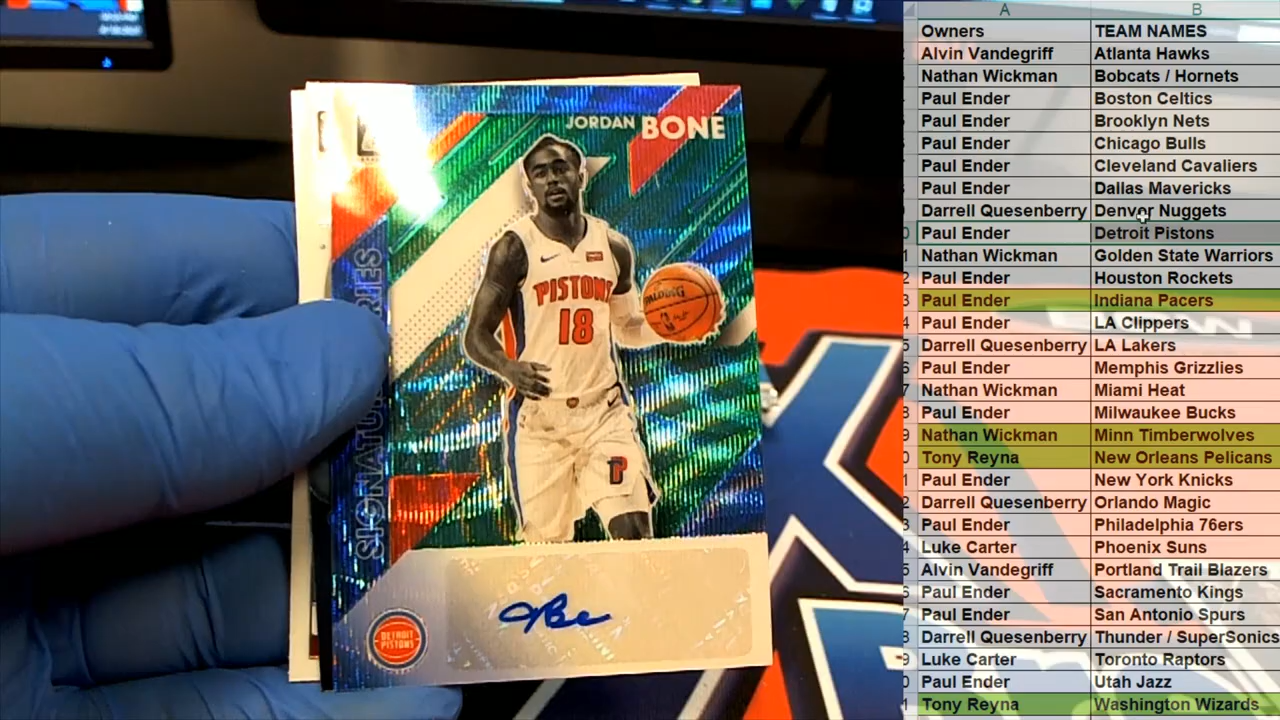 JORDAN BONE
PISTONS
18
SPALDING
SIGNATURE SERIES
DETROIT
PISTONS
A B
Owners TEAM NAMES
Alvin Vandegriff Atlanta Hawks
Nathan Wickman Bobcats / Hornets
Paul Ender Boston Celtics
Paul Ender Brooklyn Nets
Paul Ender Chicago Bulls
Paul Ender Cleveland Cavaliers
Paul Ender Dallas Mavericks
Darrell Quesenberry Denver Nuggets
Paul Ender Detroit Pistons
Nathan Wickman Golden State Warriors
Paul Ender Houston Rockets
Paul Ender Indiana Pacers
Paul Ender LA Clippers
Darrell Quesenberry LA Lakers
Paul Ender Memphis Grizzlies
Nathan Wickman Miami Heat
Paul Ender Milwaukee Bucks
Nathan Wickman Minn Timberwolves
Tony Reyna New Orleans Pelicans
Paul Ender New York Knicks
Darrell Quesenberry Orlando Magic
Paul Ender Philadelphia 76ers
Luke Carter Phoenix Suns
Alvin Vandegriff Portland Trail Blazers
Paul Ender Sacramento Kings
Paul Ender San Antonio Spurs
Darrell Quesenberry Thunder / SuperSonics
Luke Carter Toronto Raptors
Paul Ender Utah Jazz
Tony Reyna Washington Wizards